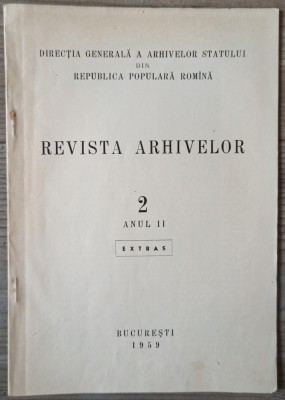 DIRECȚIA GENERALĂ A ARHIVELOR STATULUI
DIN
REPUBLICA POPULARĂ ROMÎNĂ
REVISTA ARHIVELOR
2
ANUL II
EXTRAS
BUCUREȘTI
1959